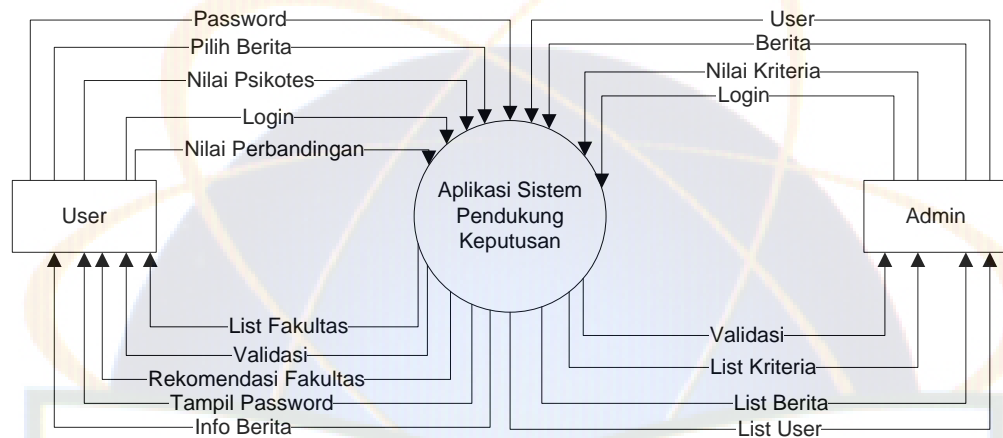 Password
User
Pilih Berita
Berita
Nilai Psikotes
Nilai Kriteria
Login
Login
Nilai Perbandingan
User
Aplikasi Sistem
Pendukung
Keputusan
Admin
List Fakultas
Validasi
Validasi
List Kriteria
Rekomendasi Fakultas
Tampil Password
List Berita
Info Berita
List User